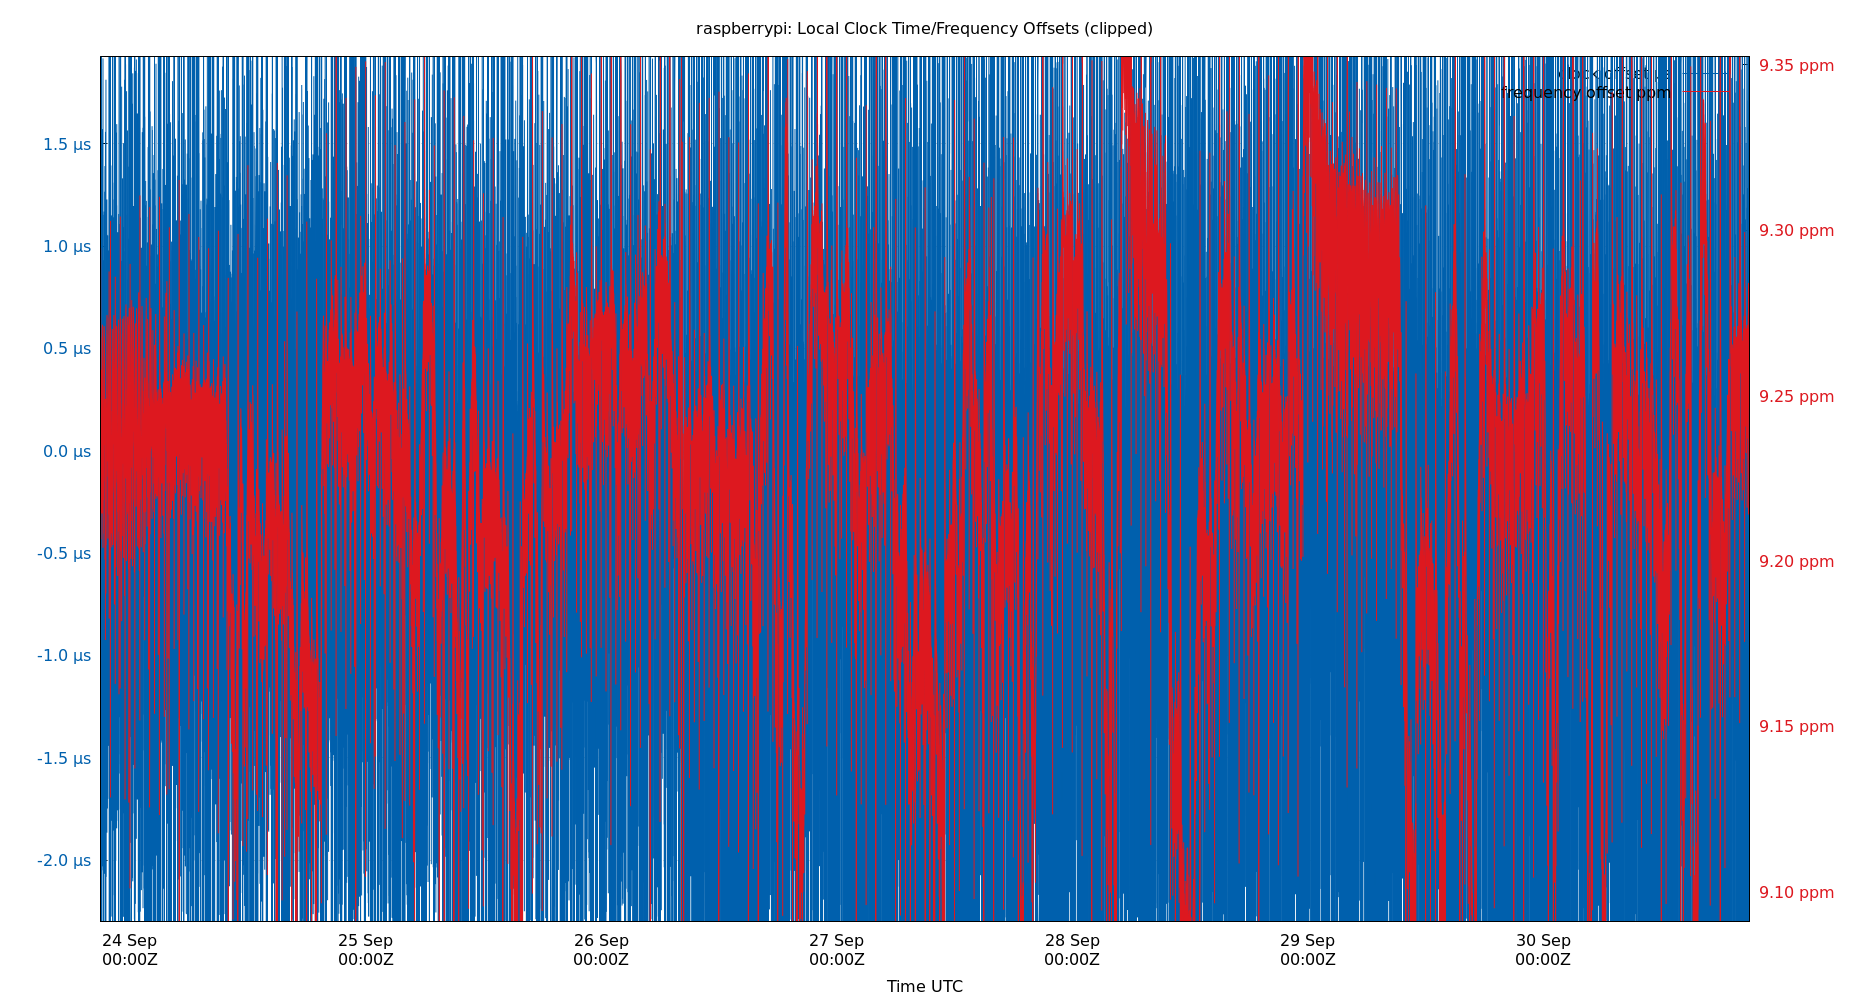 raspberrypi: Local Clock Time/Frequency Offsets (clipped)
clock offset µs
frequency offset ppm
1.5 µs
1.0 µs
0.5 µs
0.0 µs
-0.5 µs
-1.0 µs
-1.5 µs
-2.0 µs
9.35 ppm
9.30 ppm
9.25 ppm
9.20 ppm
9.15 ppm
9.10 ppm
24 Sep
00:00Z
25 Sep
00:00Z
26 Sep
00:00Z
27 Sep
00:00Z
28 Sep
00:00Z
29 Sep
00:00Z
30 Sep
00:00Z
Time UTC